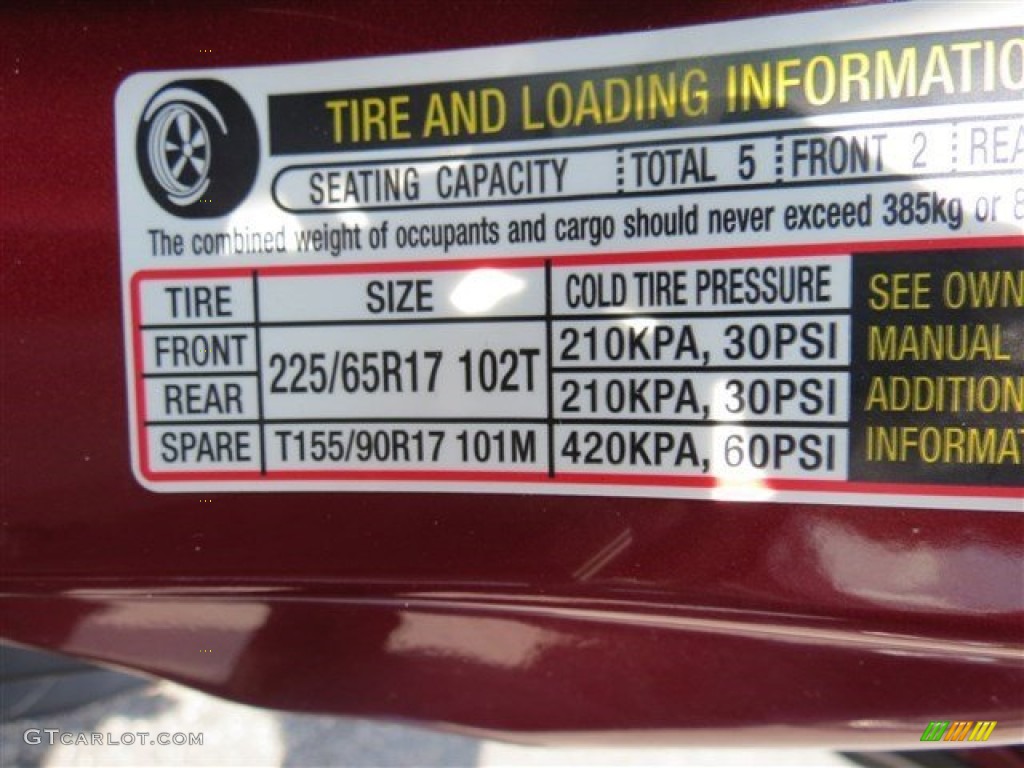 TIRE AND LOADING INFORMATIO
SEATING CAPACITY TOTAL 5 FRONT 2 REA
The combined weight of occupants and cargo should never exceed 385kg or 8
TIRE SIZE COLD TIRE PRESSURE SEE OWN
FRONT 225/65R17 102T 210KPA, 30PSI MANUAL
REAR 210KPA, 30PSI ADDITION
SPARE T155/90R17 101M 420KPA, 60PSI INFORMAT
GTCARLOT.COM